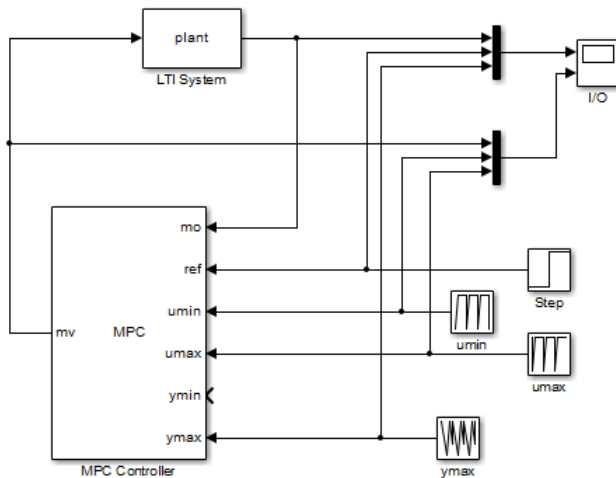 plant
LTI System
I/O
mo
ref
Step
umin
umin
mv
MPC
umax
umax
ymin
ymax
MPC Controller
ymax